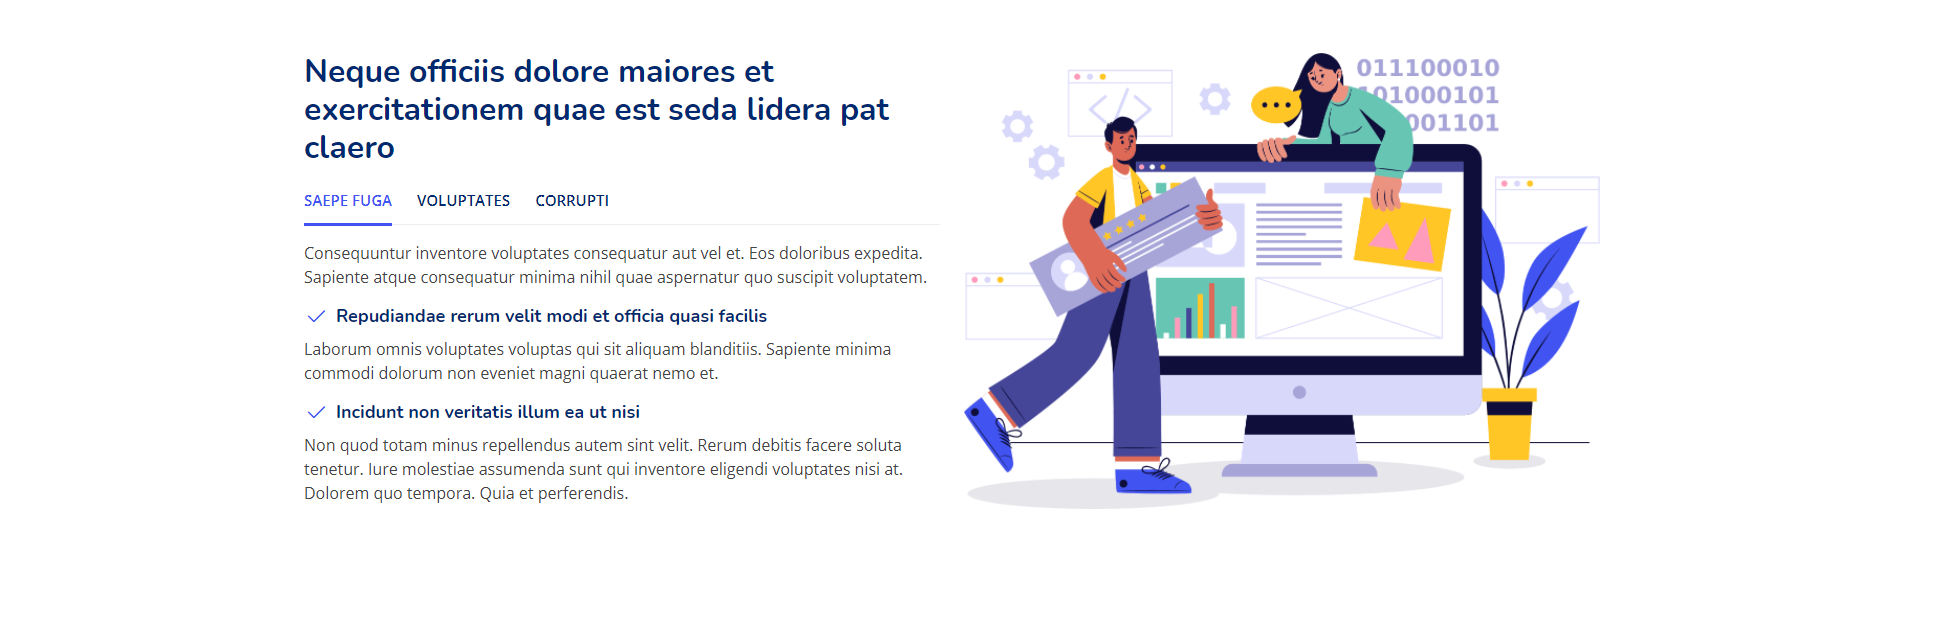 Neque officiis dolore maiores et
exercitationem quae est seda lidera pat
claero
SAEPE FUGA VOLUPTATES CORRUPTI
Consequuntur inventore voluptates consequatur aut vel et. Eos doloribus expedita.
Sapiente atque consequatur minima nihil quae aspernatur quo suscipit voluptatem.
Repudiandae rerum velit modi et officia quasi facilis
Laborum omnis voluptates voluptas qui sit aliquam blanditiis. Sapiente minima
commodi dolorum non eveniet magni quaerat nemo et.
Incidunt non veritatis illum ea ut nisi
Non quod totam minus repellendus autem sint velit. Rerum debitis facere soluta
tenetur. Iure molestiae assumenda sunt qui inventore eligendi voluptates nisi at.
Dolorem quo tempora. Quia et perferendis.
</>
011100010
101000101
001101